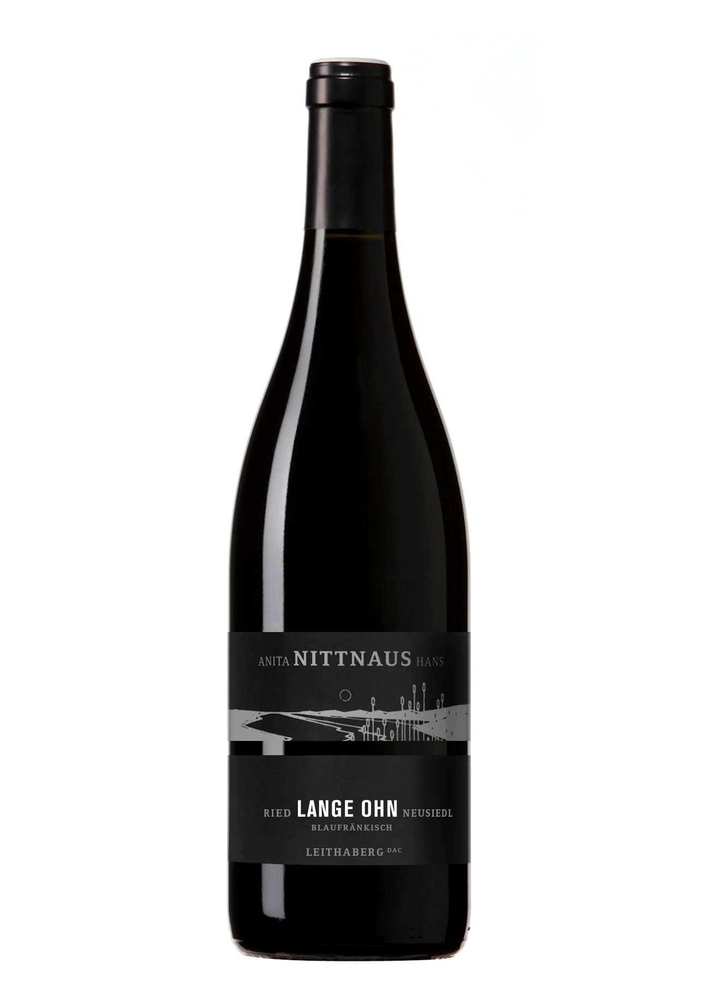 ANITA NITTNAUS HANS
RIED LANGE OHN NEUSIEDL
BLAUFRÄNKISCH
LEITHABERG DAC